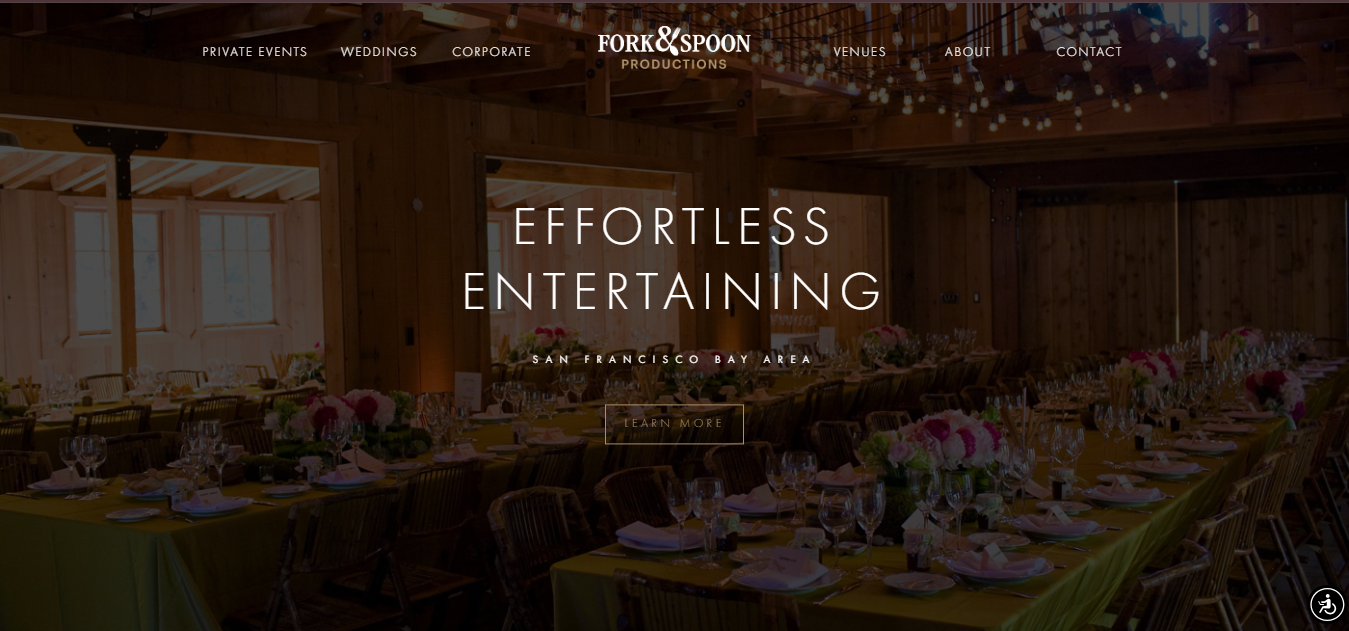 PRIVATE EVENTS
WEDDINGS
CORPORATE
FORK&SPOON
PRODUCTIONS
VENUES
ABOUT
CONTACT
EFFORTLESS
ENTERTAINING
SAN FRANCISCO BAY AREA
LEARN MORE